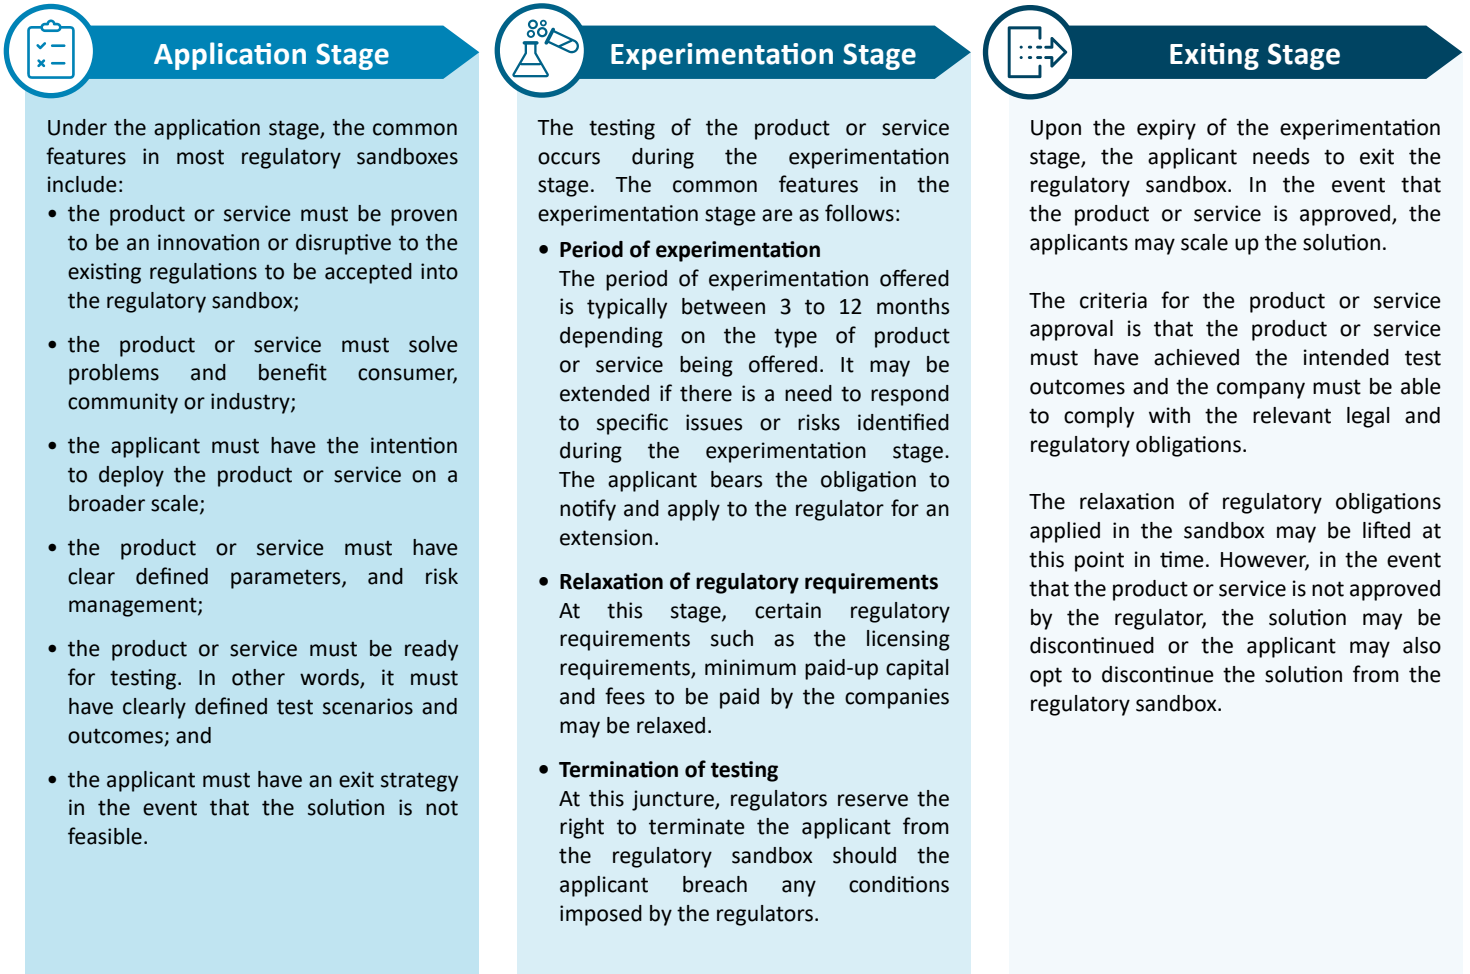 Application Stage
Under the application stage, the common
features in most regulatory sandboxes
include:
• the product or service must be proven
to be an innovation or disruptive to the
existing regulations to be accepted into
the regulatory sandbox;
• the product or service must solve
problems and benefit consumer,
community or industry;
• the applicant must have the intention
to deploy the product or service on a
broader scale;
• the product or service must have
clear defined parameters, and risk
management;
• the product or service must be ready
for testing. In other words, it must
have clearly defined test scenarios and
outcomes; and
• the applicant must have an exit strategy
in the event that the solution is not
feasible.
Experimentation Stage
The testing of the product or service
occurs during the experimentation
stage. The common features in the
experimentation stage are as follows:
• Period of experimentation
The period of experimentation offered
is typically between 3 to 12 months
depending on the type of product
or service being offered. It may be
extended if there is a need to respond
to specific issues or risks identified
during the experimentation stage.
The applicant bears the obligation to
notify and apply to the regulator for an
extension.
• Relaxation of regulatory requirements
At this stage, certain regulatory
requirements such as the licensing
requirements, minimum paid-up capital
and fees to be paid by the companies
may be relaxed.
• Termination of testing
At this juncture, regulators reserve the
right to terminate the applicant from
the regulatory sandbox should the
applicant breach any conditions
imposed by the regulators.
Exiting Stage
Upon the expiry of the experimentation
stage, the applicant needs to exit the
regulatory sandbox. In the event that
the product or service is approved, the
applicants may scale up the solution.
The criteria for the product or service
approval is that the product or service
must have achieved the intended test
outcomes and the company must be able
to comply with the relevant legal and
regulatory obligations.
The relaxation of regulatory obligations
applied in the sandbox may be lifted at
this point in time. However, in the event
that the product or service is not approved
by the regulator, the solution may be
discontinued or the applicant may also
opt to discontinue the solution from the
regulatory sandbox.